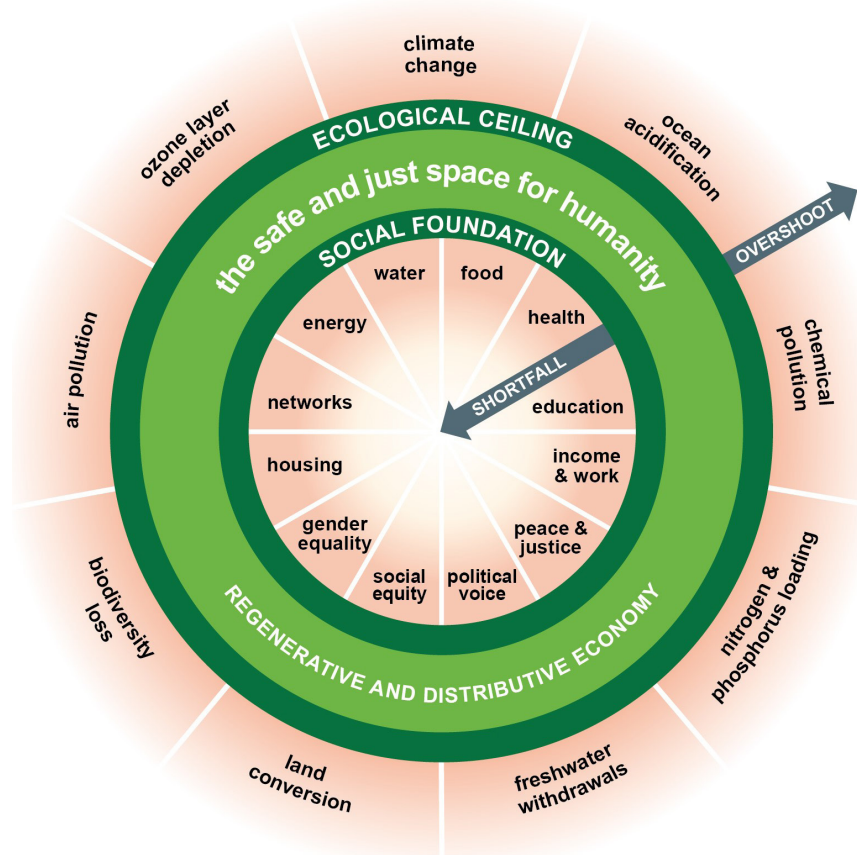 climate
change
ocean
acidification
OVERSHOOT
chemical
pollution
nitrogen &
phosphorus loading
freshwater
withdrawals
land
conversion
biodiversity
loss
air pollution
ozone layer
depletion
ECOLOGICAL CEILING
the safe and just space for humanity
SOCIAL FOUNDATION
water
food
health
SHORTFALL
education
income
& work
peace &
justice
political
voice
social
equity
gender
equality
housing
networks
energy
REGENERATIVE AND DISTRIBUTIVE ECONOMY